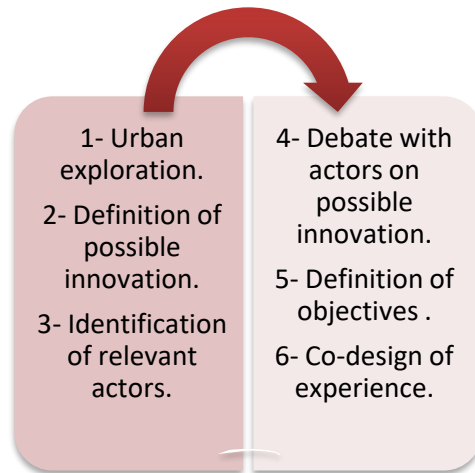 1- Urban
exploration.
2- Definition of
possible
innovation.
3- Identification
of relevant
actors.
4- Debate with
actors on
possible
innovation.
5- Definition of
objectives .
6- Co-design of
experience.